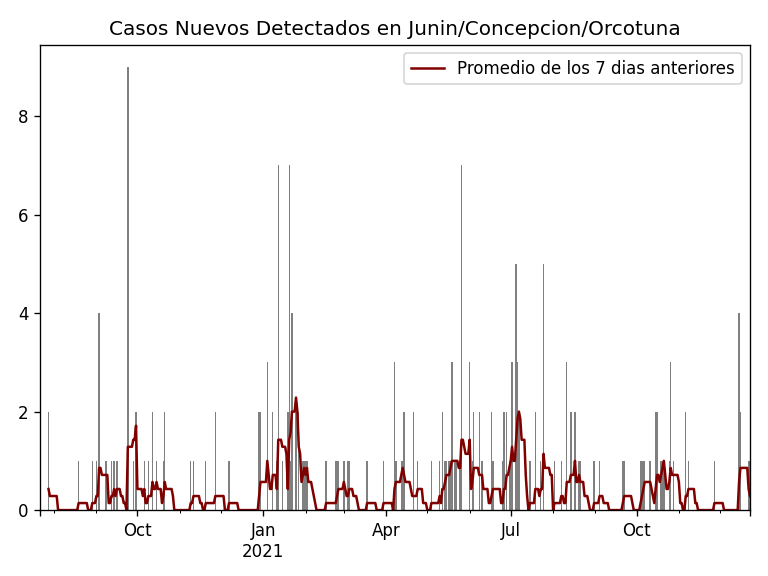 Casos Nuevos Detectados en Junin/Concepcion/Orcotuna
Promedio de los 7 dias anteriores
8
6
4
2
0
Oct
Jan
2021
Apr
Jul
Oct